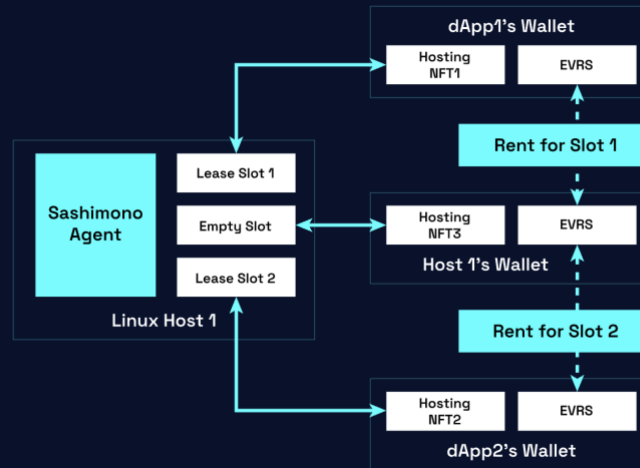 dApp1's Wallet
Hosting
NFT1
EVRS
Rent for Slot 1
Lease Slot 1
Sashimono
Agent
Empty Slot
Lease Slot 2
Linux Host 1
Hosting
NFT3
EVRS
Host 1's Wallet
Rent for Slot 2
Hosting
NFT2
EVRS
dApp2's Wallet